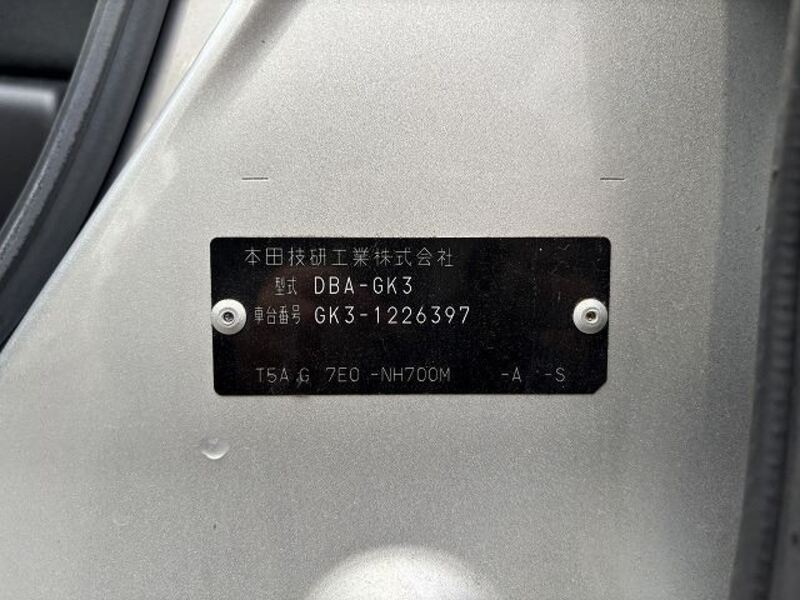 本田技研工業株式会社
型式 DBA-GK3
車台番号 GK3-1226397
T5A G 7E0 -NH700M -A -S